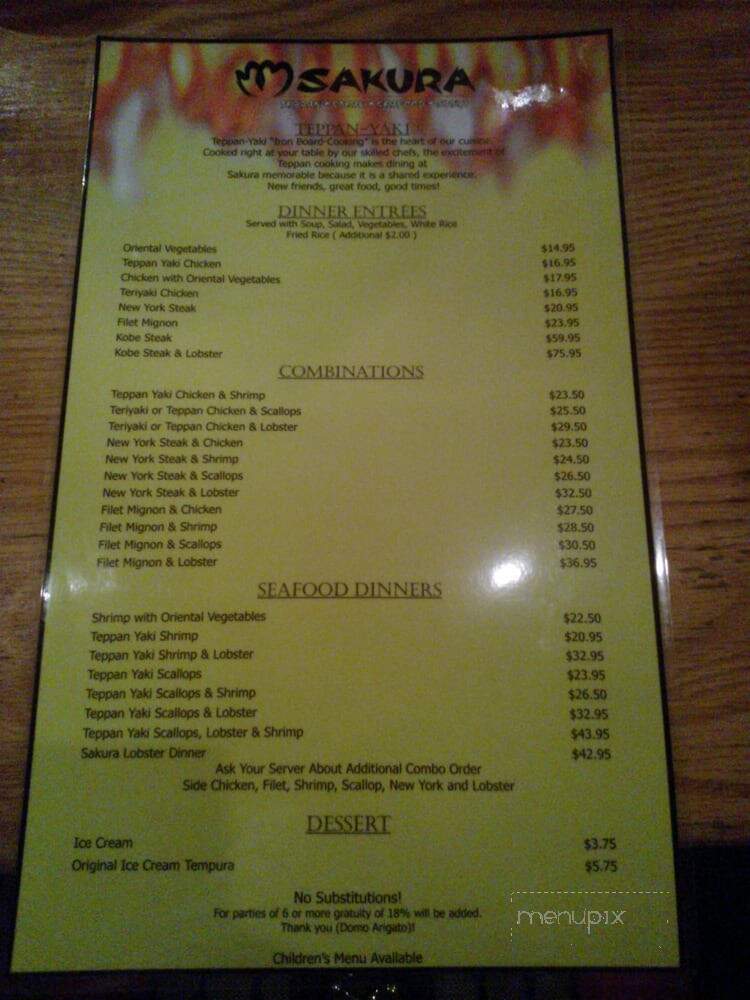 SAKURA
TEPPAN-YAKI
Teppan-Yaki "Iron Board-Cooking" is the heart of our cuisine.
Cooked right at your table by our skilled chefs, the excitement of
Teppan cooking makes dining at
Sakura memorable because it is a shared experience.
New friends, great food, good times!
DINNER ENTRÉES
Served with Soup, Salad, Vegetables, White Rice
Fried Rice ( Additional $2.00 )
Oriental Vegetables $14.95
Teppan Yaki Chicken $16.95
Chicken with Oriental Vegetables $17.95
Teriyaki Chicken $16.95
New York Steak $20.95
Filet Mignon $23.95
Kobe Steak $59.95
Kobe Steak & Lobster $75.95
COMBINATIONS
Teppan Yaki Chicken & Shrimp $23.50
Teriyaki or Teppan Chicken & Scallops $25.50
Teriyaki or Teppan Chicken & Lobster $29.50
New York Steak & Chicken $23.50
New York Steak & Shrimp $24.50
New York Steak & Scallops $26.50
New York Steak & Lobster $32.50
Filet Mignon & Chicken $27.50
Filet Mignon & Shrimp $28.50
Filet Mignon & Scallops $30.50
Filet Mignon & Lobster $36.95
SEAFOOD DINNERS
Shrimp with Oriental Vegetables $22.50
Teppan Yaki Shrimp $20.95
Teppan Yaki Shrimp & Lobster $32.95
Teppan Yaki Scallops $23.95
Teppan Yaki Scallops & Shrimp $26.50
Teppan Yaki Scallops & Lobster $32.95
Teppan Yaki Scallops, Lobster & Shrimp $43.95
Sakura Lobster Dinner $42.95
Ask Your Server About Additional Combo Order
Side Chicken, Filet, Shrimp, Scallop, New York and Lobster
DESSERT
Ice Cream $3.75
Original Ice Cream Tempura $5.75
No Substitutions!
For parties of 6 or more gratuity of 18% will be added.
Thank you (Domo Arigato)!
Children's Menu Available
menupix